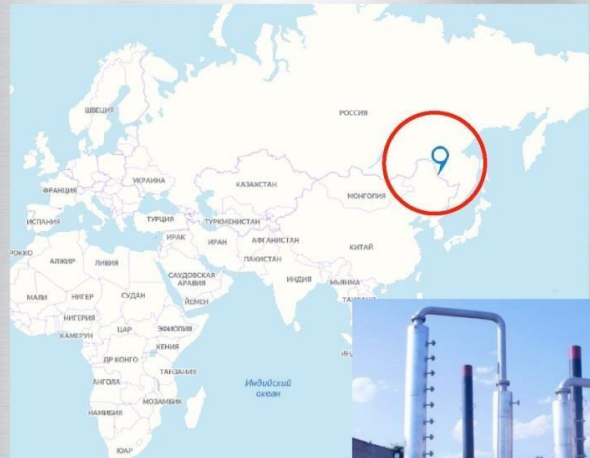 ШВЕЦИЯ
РОССИЯ
ФРАНЦИЯ
УКРАИНА
КАЗАХСТАН
МОНГОЛИЯ
ИСПАНИЯ
ТУРЦИЯ
ТУРКМЕНИСТАН
ИРАК
ИРАН
АФГАНИСТАН
КИТАЙ
РОККО
АЛЖИР
ЛИВИЯ
ПАКИСТАН
САУДОВСКАЯ
АРАВИЯ
ИНДИЯ
МЬЯНМА
МАЛИ
НИГЕР
СУДАН
ЙЕМЕН
НИГЕРИЯ
КАМЕРУН
ЦАР
ЭФИОПИЯ
КЕНИЯ
ДР КОНГО
ТАНЗАНИЯ
АНГОЛА
Индийский
океан
МОЗАМБИК
НАМИБИЯ
ЮАР